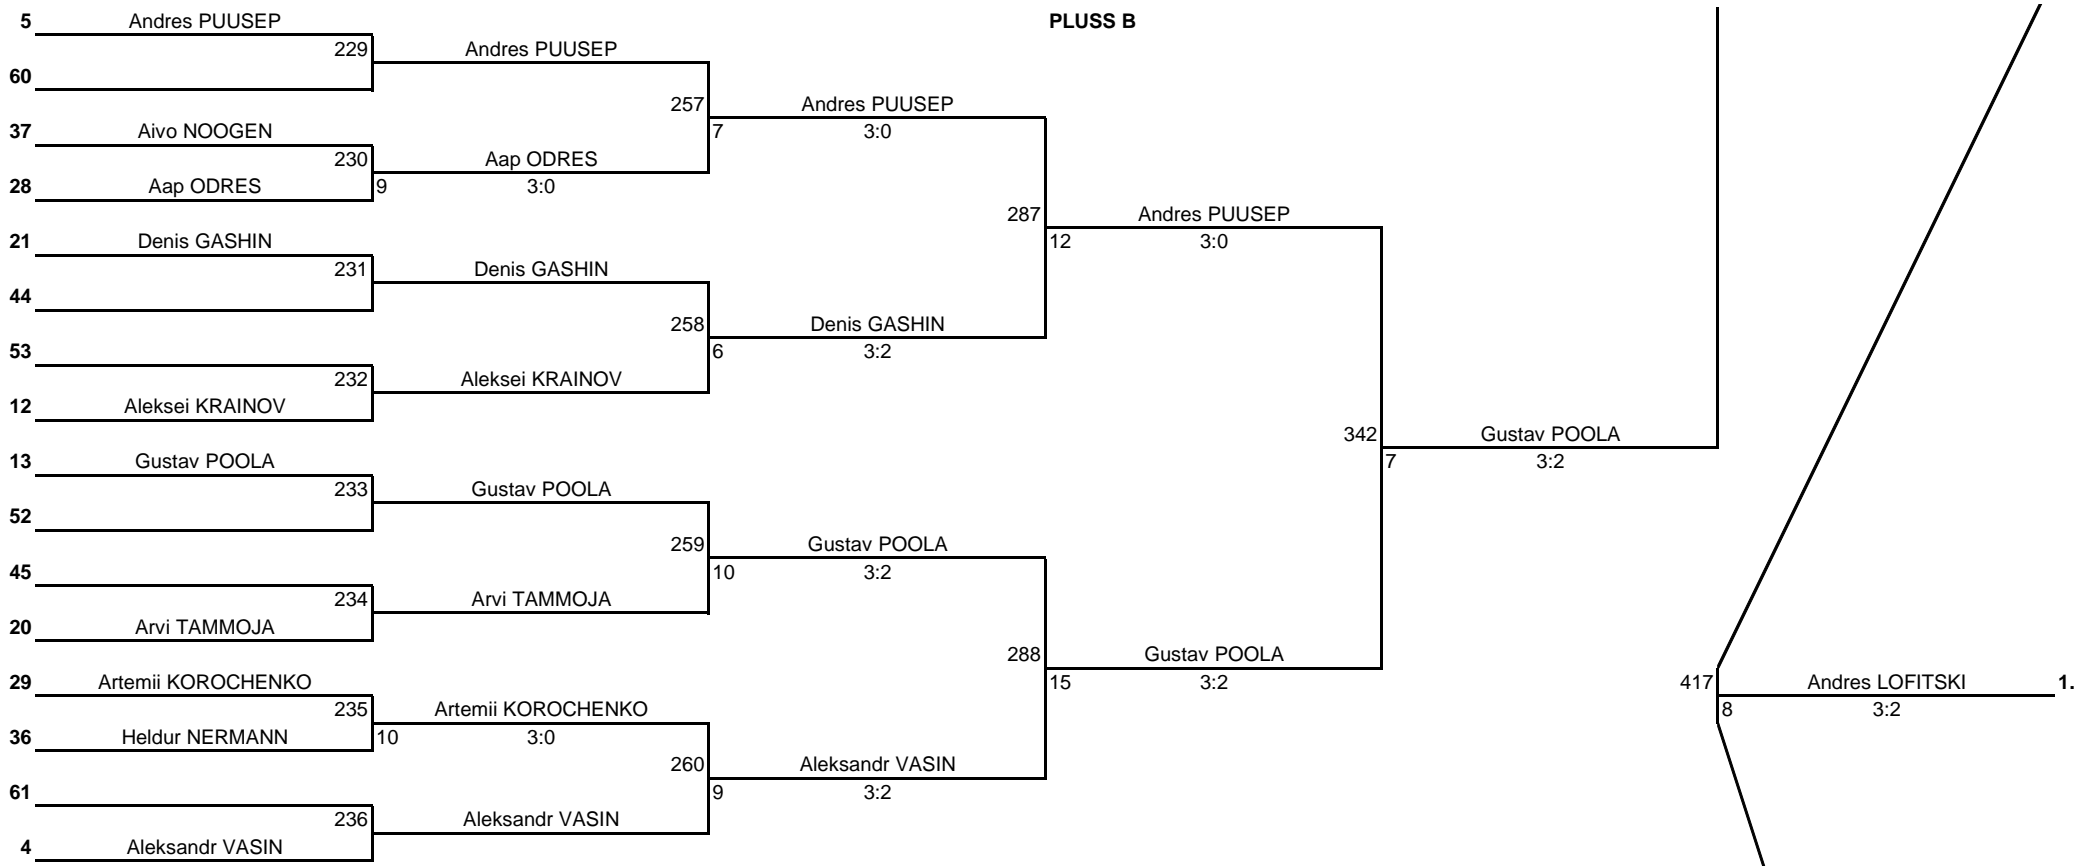 5 Andres PUUSEP PLUSS B
229 Andres PUUSEP
60
257 Andres PUUSEP
37 Aivo NOOGEN 7 3:0
230 Aap ODRES
28 Aap ODRES 9 3:0
287 Andres PUUSEP
21 Denis GASHIN 12 3:0
231 Denis GASHIN
44
258 Denis GASHIN
53 6 3:2
232 Aleksei KRAINOV
12 Aleksei KRAINOV
342 Gustav POOLA
13 Gustav POOLA 7 3:2
233 Gustav POOLA
52
259 Gustav POOLA
45 10 3:2
234 Arvi TAMMOJA
20 Arvi TAMMOJA
288 Gustav POOLA
29 Artemii KOROCHENKO 15 3:2 417 Andres LOFITSKI 1.
235 Artemii KOROCHENKO 8 3:2
36 Heldur NERMANN 10 3:0
260 Aleksandr VASIN
61 9 3:2
236 Aleksandr VASIN
4 Aleksandr VASIN